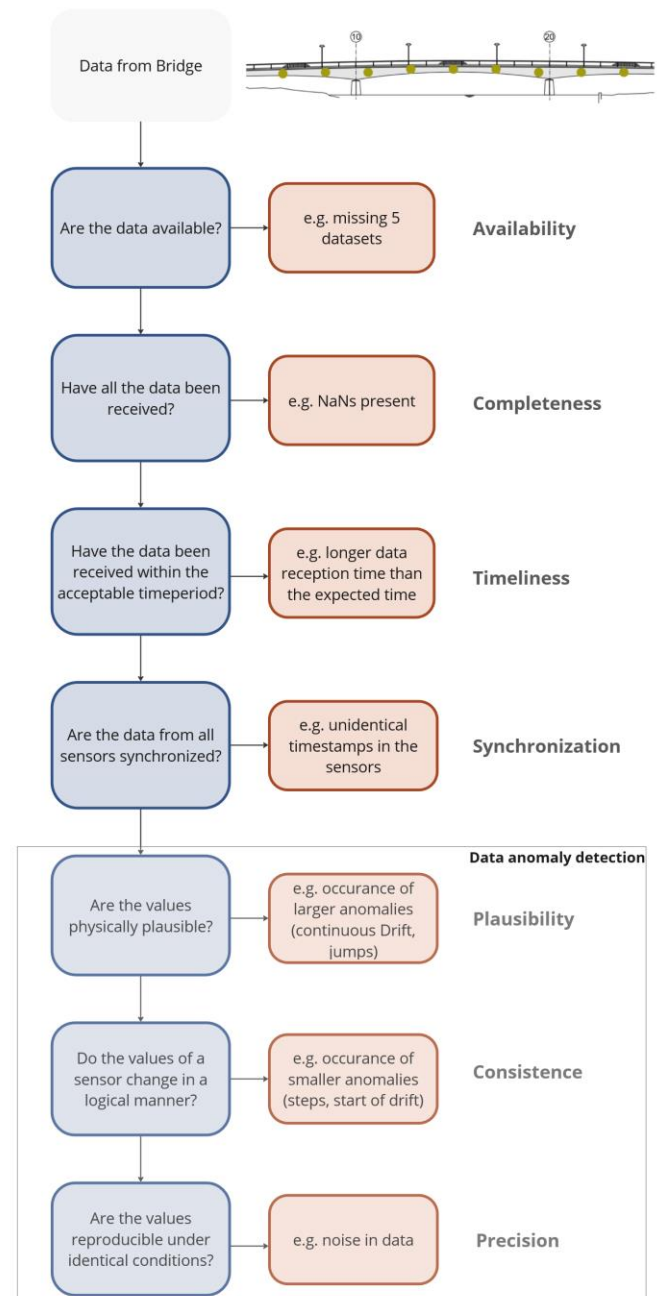 Data from Bridge
10
20
Are the data available?
e.g. missing 5
datasets
Availability
Have all the data been
received?
e.g. NaNs present
Completeness
Have the data been
received within the
acceptable timeperiod?
e.g. longer data
reception time than
the expected time
Timeliness
Are the data from all
sensors synchronized?
e.g. unidentical
timestamps in the
sensors
Synchronization
Data anomaly detection
Are the values
physically plausible?
e.g. occurance of
larger anomalies
(continuous Drift,
jumps)
Plausibility
Do the values of a
sensor change in a
logical manner?
e.g. occurance of
smaller anomalies
(steps, start of drift)
Consistence
Are the values
reproducible under
identical conditions?
e.g. noise in data
Precision